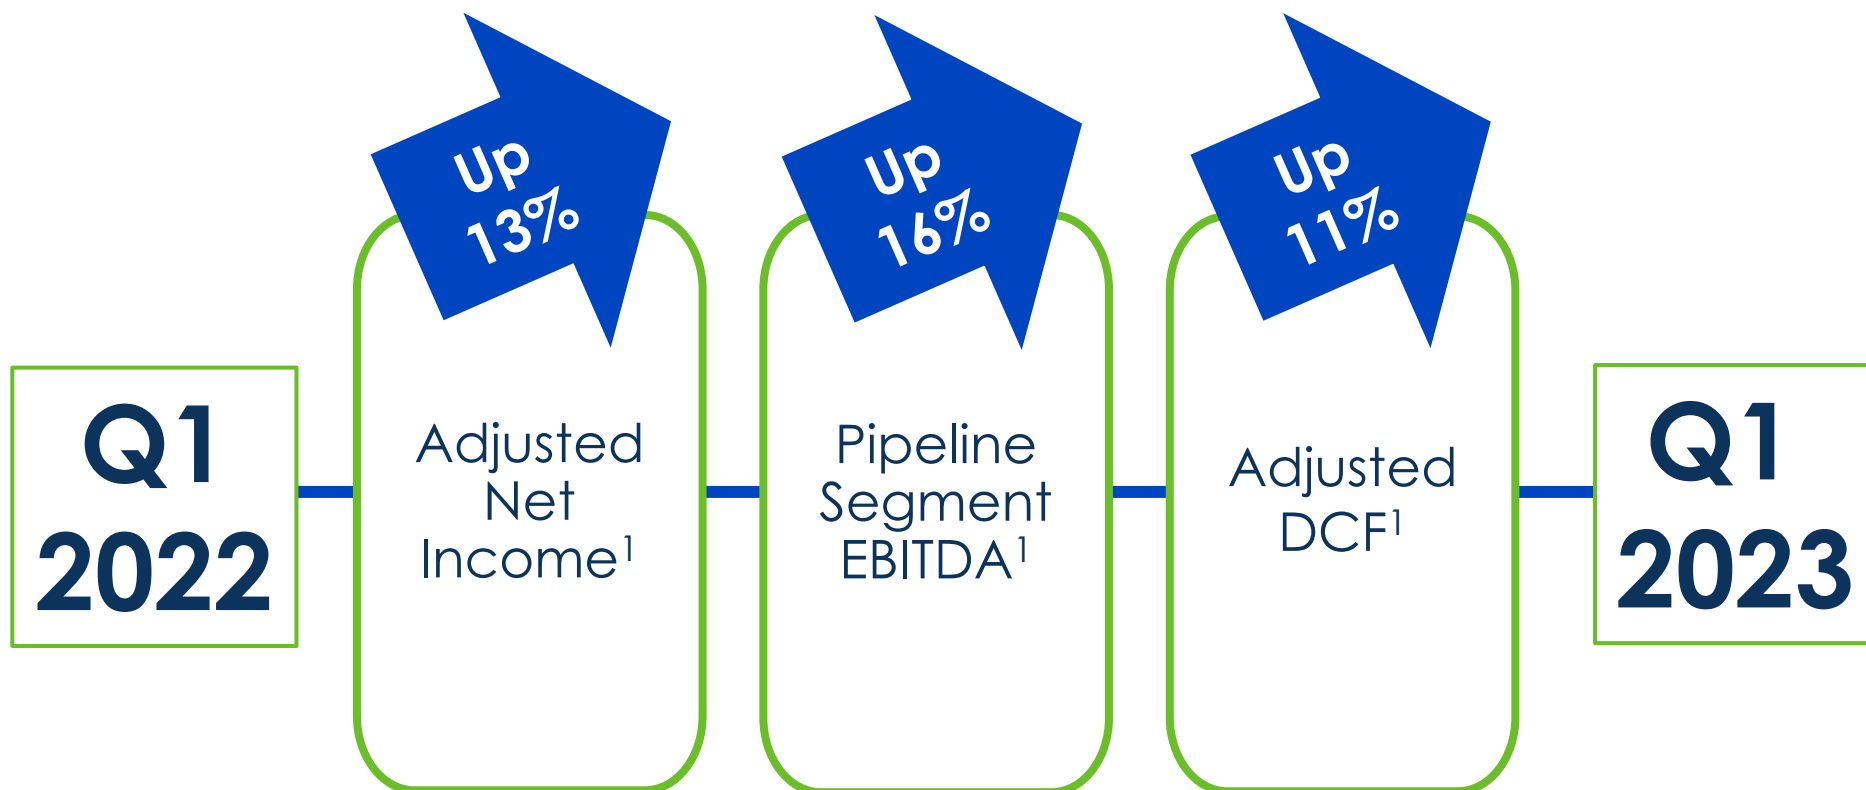 Q1
2022
Up
13%
Adjusted
Net
Income¹
Up
16%
Pipeline
Segment
EBITDA¹
Up
11%
Adjusted
DCF¹
Q1
2023